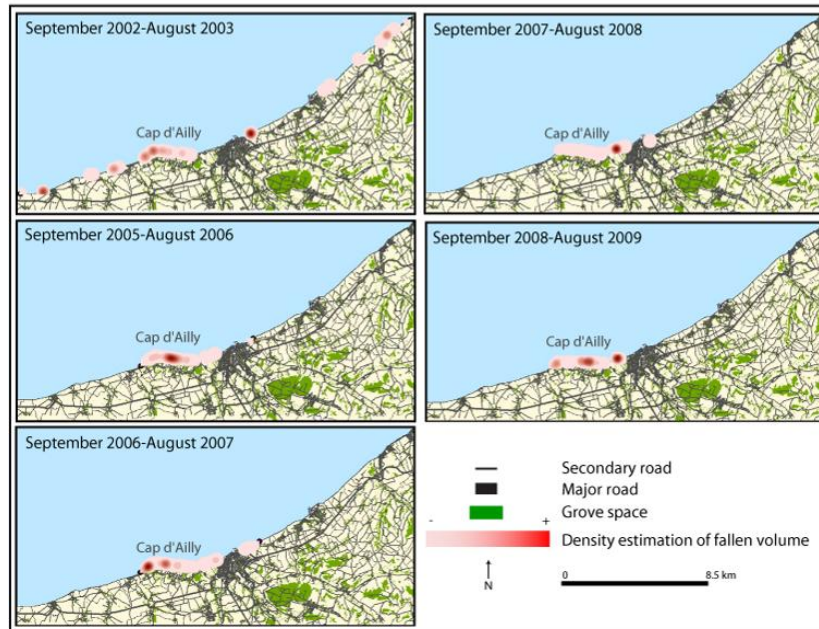 September 2002-August 2003
Cap d'Ailly
September 2007-August 2008
Cap d'Ailly
September 2005-August 2006
Cap d'Ailly
September 2008-August 2009
Cap d'Ailly
September 2006-August 2007
Cap d'Ailly
Secondary road
Major road
Grove space
- +
Density estimation of fallen volume
N
0 8.5 km